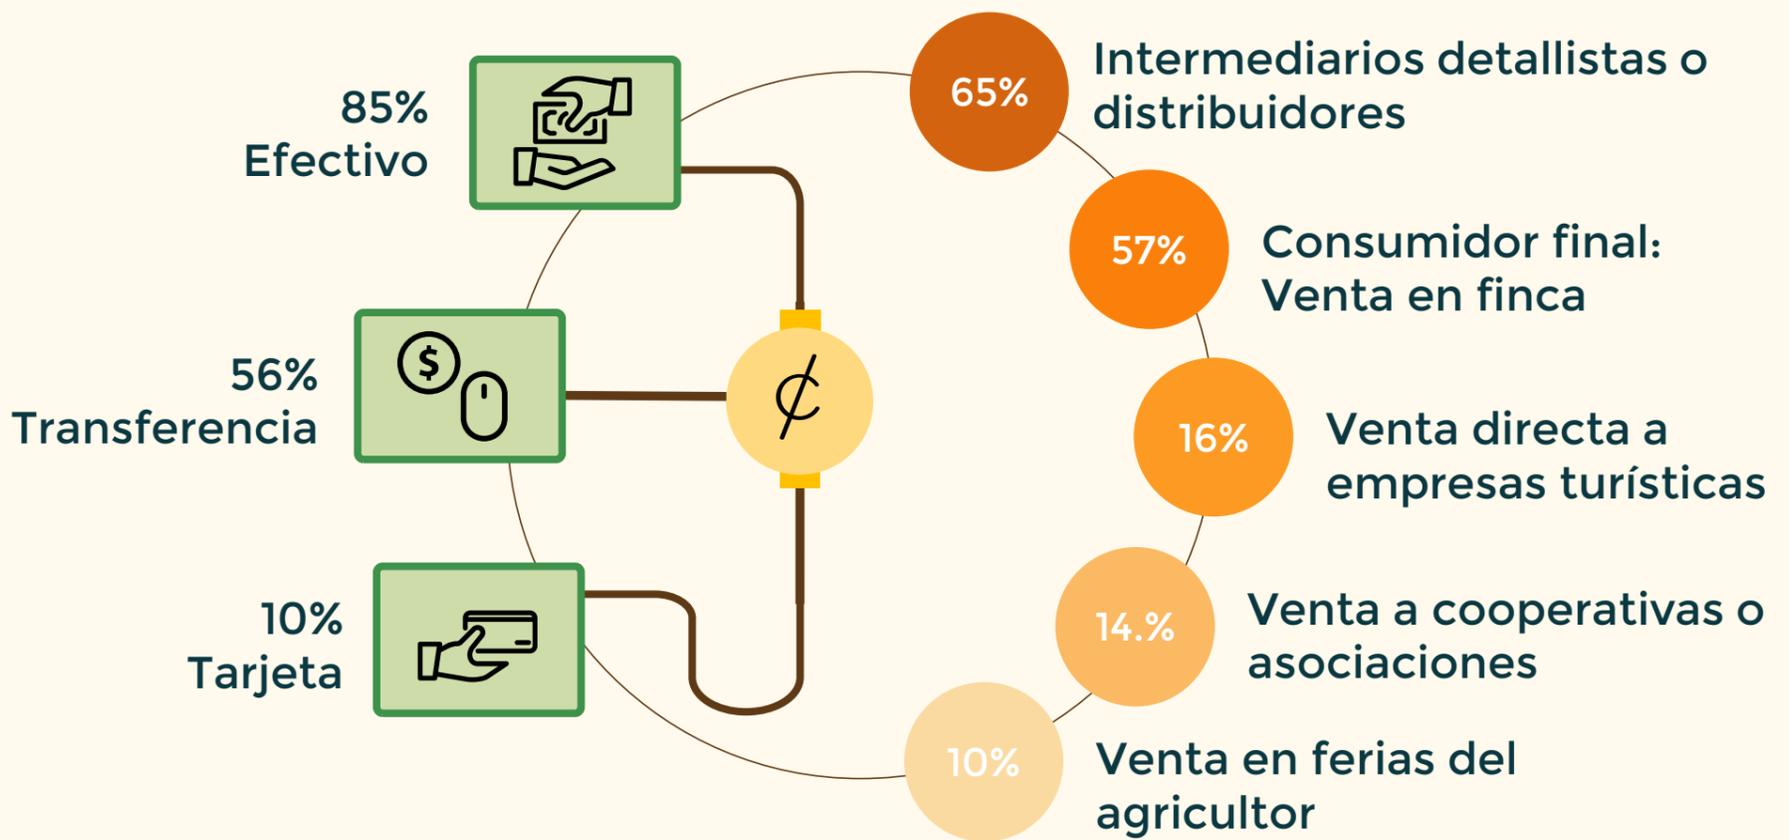 85%
Efectivo
56%
Transferencia
10%
Tarjeta
$
₵
65%
Intermediarios detallistas o
distribuidores
57%
Consumidor final:
Venta en finca
16%
Venta directa a
empresas turísticas
14.%
Venta a cooperativas o
asociaciones
10%
Venta en ferias del
agricultor